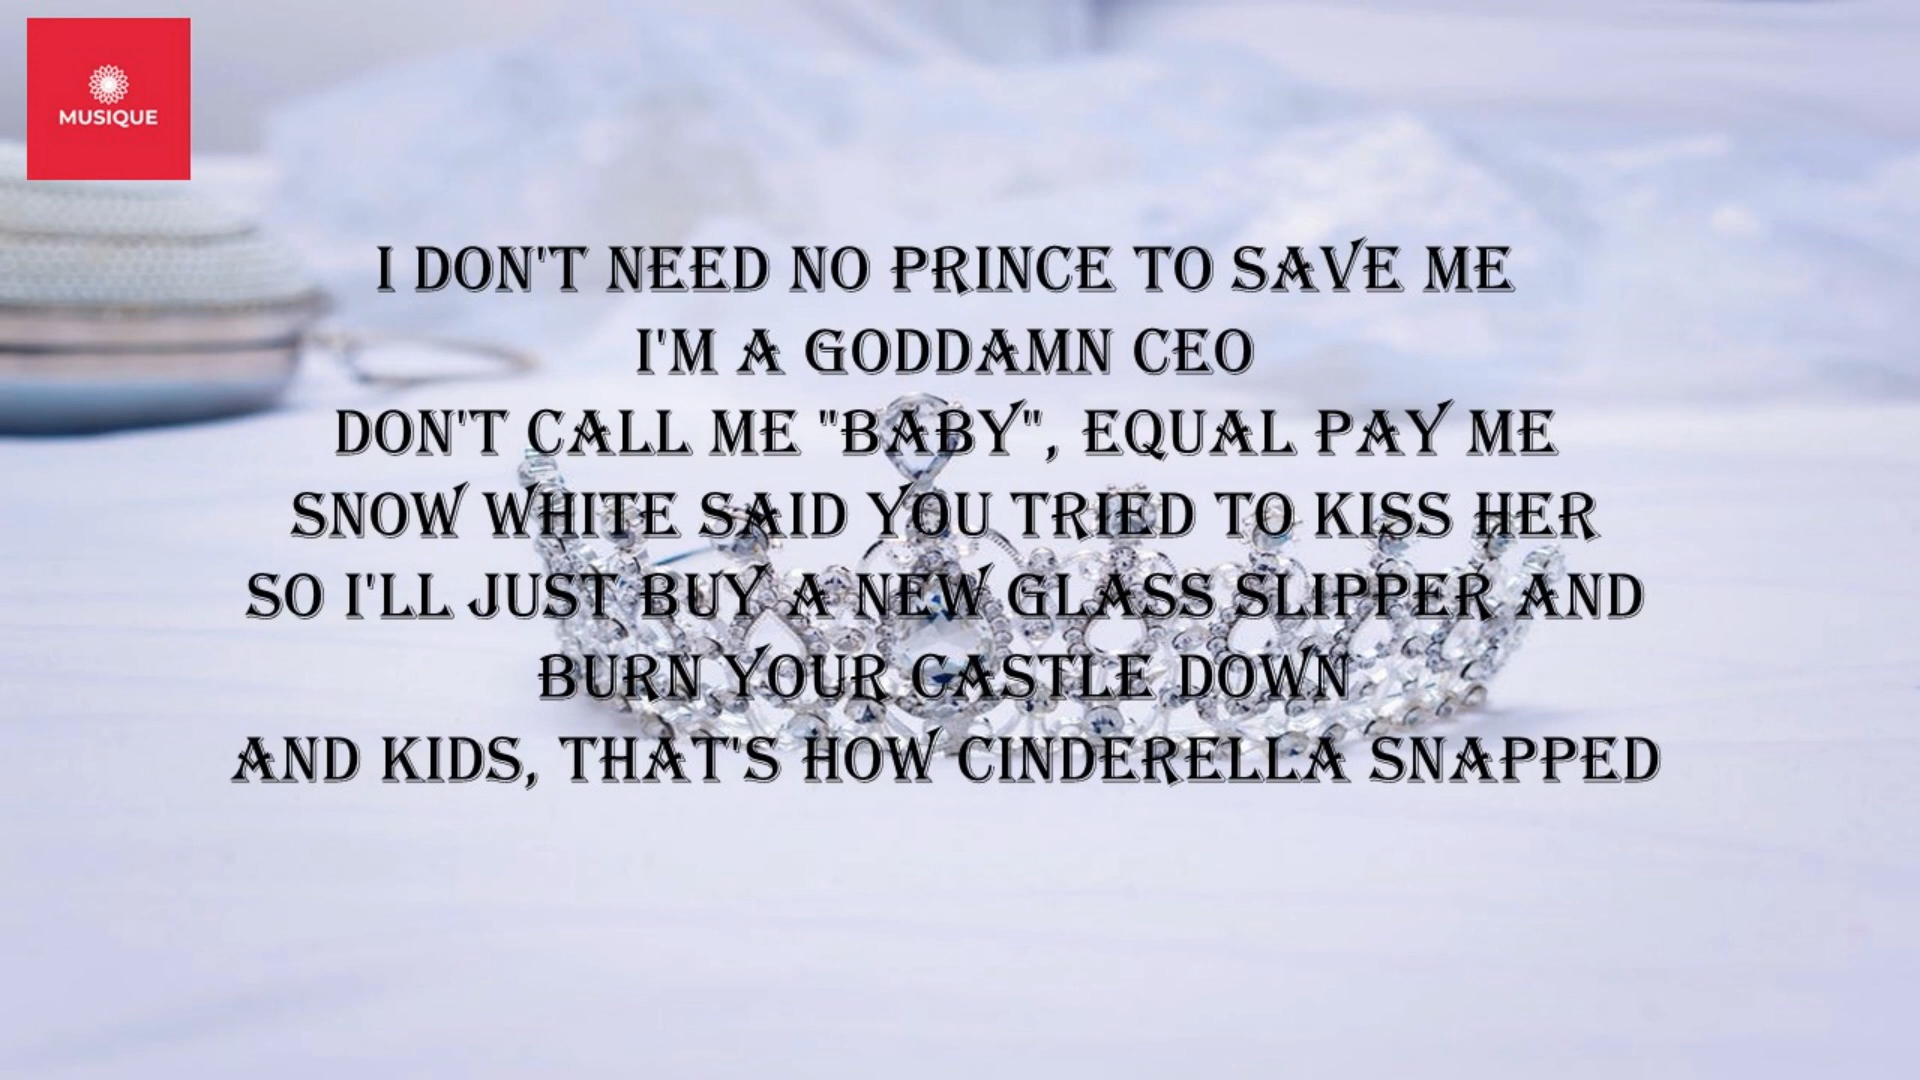 MUSIQUE
I DON'T NEED NO PRINCE TO SAVE ME
I'M A GODDAMN CEO
DON'T CALL ME "BABY", EQUAL PAY ME
SNOW WHITE SAID YOU TRIED TO KISS HER
SO I'LL JUST BUY A NEW GLASS SLIPPER AND
BURN YOUR CASTLE DOWN
AND KIDS, THAT'S HOW CINDERELLA SNAPPED